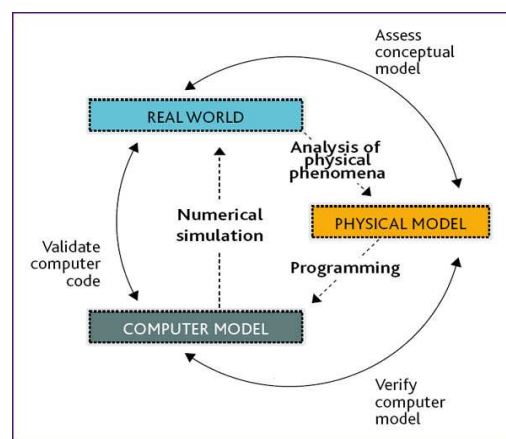 Assess
conceptual
model
REAL WORLD
Analysis of
physical
phenomena
Numerical
simulation
PHYSICAL MODEL
Validate
computer
code
Programming
COMPUTER MODEL
Verify
computer
model